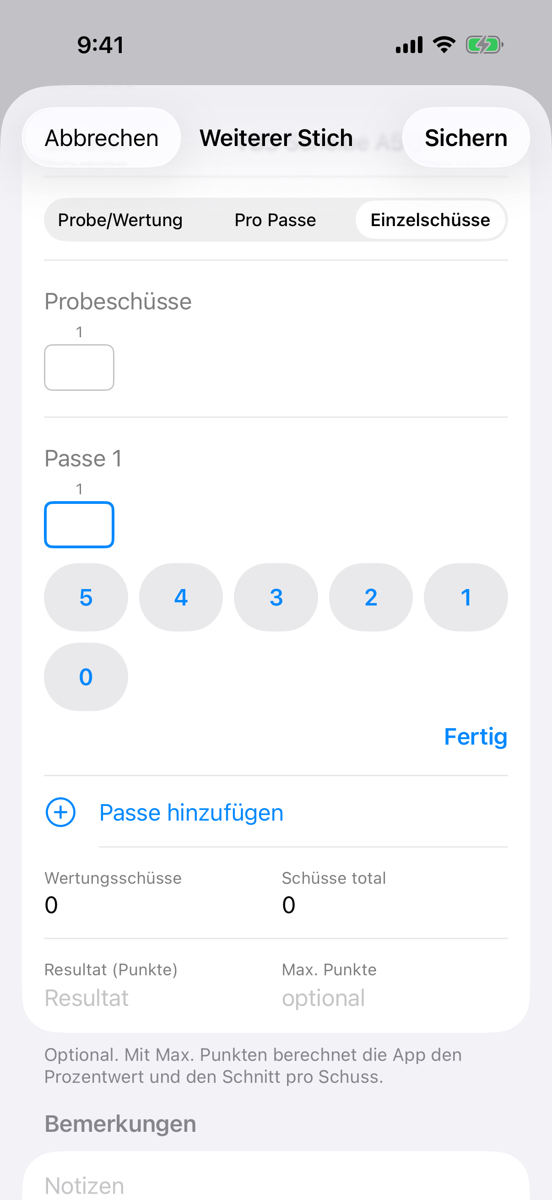 9:41
Abbrechen
Weiterer Stich
Sichern
Probe/Wertung
Pro Passe
Einzelschüsse
Probeschüsse
1
Passe 1
1
5
4
3
2
1
0
Fertig
Passe hinzufügen
Wertungsschüsse
Schüsse total
0
0
Resultat (Punkte)
Max. Punkte
Resultat
optional
Optional. Mit Max. Punkten berechnet die App den
Prozentwert und den Schnitt pro Schuss.
Bemerkungen
Notizen